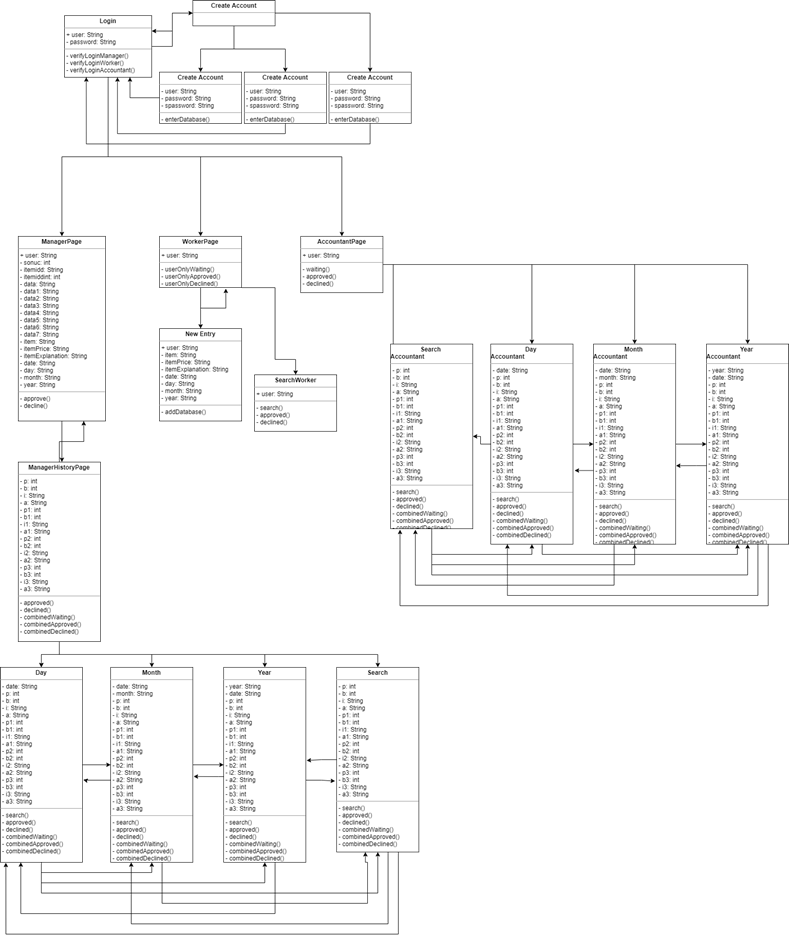 Create Account
Login
+ user: String
- password: String
- verifyLoginManager()
- verifyLoginWorker()
- verifyLoginAccountant()
Create Account
- user: String
- password: String
- spassword: String
- enterDatabase()
Create Account
- user: String
- password: String
- spassword: String
- enterDatabase()
Create Account
- user: String
- password: String
- spassword: String
- enterDatabase()
ManagerPage
+ user: String
- sonuc: int
- itemidd: String
- itemiddint: int
- data: String
- data1: String
- data2: String
- data3: String
- data4: String
- data5: String
- data6: String
- data7: String
- item: String
- itemPrice: String
- itemExplanation: String
- date: String
- day: String
- month: String
- year: String
- approve()
- decline()
WorkerPage
+ user: String
- userOnlyWaiting()
- userOnlyApproved()
- userOnlyDeclined()
AccountantPage
+ user: String
- waiting()
- approved()
- declined()
New Entry
+ user: String
- item: String
- itemPrice: String
- itemExplanation: String
- date: String
- day: String
- month: String
- year: String
- addDatabase()
SearchWorker
+ user: String
- search()
- approved()
- declined()
Search
Accountant
- p: int
- b: int
- i: String
- a: String
- p1: int
- b1: int
- i1: String
- a1: String
- p2: int
- b2: int
- i2: String
- a2: String
- p3: int
- b3: int
- i3: String
- a3: String
- search()
- approved()
- declined()
- combinedWaiting()
- combinedApproved()
- combinedDeclined()
Day
Accountant
- date: String
- p: int
- b: int
- i: String
- a: String
- p1: int
- b1: int
- i1: String
- a1: String
- p2: int
- b2: int
- i2: String
- a2: String
- p3: int
- b3: int
- i3: String
- a3: String
- search()
- approved()
- declined()
- combinedWaiting()
- combinedApproved()
- combinedDeclined()
Month
Accountant
- date: String
- month: String
- p: int
- b: int
- i: String
- a: String
- p1: int
- b1: int
- i1: String
- a1: String
- p2: int
- b2: int
- i2: String
- a2: String
- p3: int
- b3: int
- i3: String
- a3: String
- search()
- approved()
- declined()
- combinedWaiting()
- combinedApproved()
- combinedDeclined()
Year
Accountant
- year: String
- date: String
- p: int
- b: int
- i: String
- a: String
- p1: int
- b1: int
- i1: String
- a1: String
- p2: int
- b2: int
- i2: String
- a2: String
- p3: int
- b3: int
- i3: String
- a3: String
- search()
- approved()
- declined()
- combinedWaiting()
- combinedApproved()
- combinedDeclined()
ManagerHistoryPage
- p: int
- b: int
- i: String
- a: String
- p1: int
- b1: int
- i1: String
- a1: String
- p2: int
- b2: int
- i2: String
- a2: String
- p3: int
- b3: int
- i3: String
- a3: String
- approved()
- declined()
- combinedWaiting()
- combinedApproved()
- combinedDeclined()
Day
- date: String
- p: int
- b: int
- i: String
- a: String
- p1: int
- b1: int
- i1: String
- a1: String
- p2: int
- b2: int
- i2: String
- a2: String
- p3: int
- b3: int
- i3: String
- a3: String
- search()
- approved()
- declined()
- combinedWaiting()
- combinedApproved()
- combinedDeclined()
Month
- date: String
- month: String
- p: int
- b: int
- i: String
- a: String
- p1: int
- b1: int
- i1: String
- a1: String
- p2: int
- b2: int
- i2: String
- a2: String
- p3: int
- b3: int
- i3: String
- a3: String
- search()
- approved()
- declined()
- combinedWaiting()
- combinedApproved()
- combinedDeclined()
Year
- year: String
- date: String
- p: int
- b: int
- i: String
- a: String
- p1: int
- b1: int
- i1: String
- a1: String
- p2: int
- b2: int
- i2: String
- a2: String
- p3: int
- b3: int
- i3: String
- a3: String
- search()
- approved()
- declined()
- combinedWaiting()
- combinedApproved()
- combinedDeclined()
Search
- p: int
- b: int
- i: String
- a: String
- p1: int
- b1: int
- i1: String
- a1: String
- p2: int
- b2: int
- i2: String
- a2: String
- p3: int
- b3: int
- i3: String
- a3: String
- search()
- approved()
- declined()
- combinedWaiting()
- combinedApproved()
- combinedDeclined()